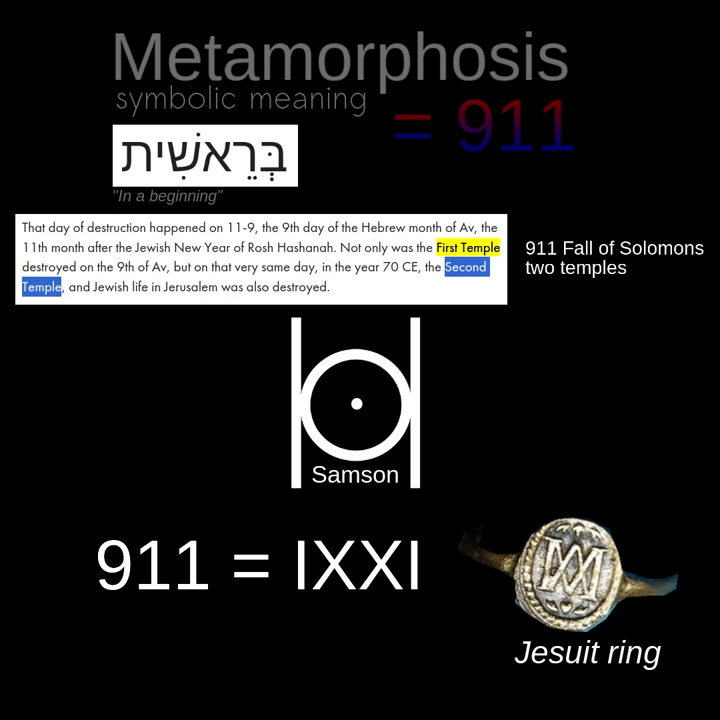 Metamorphosis
symbolic meaning
= 911
בְּרֵאשִׁית
"In a beginning"
That day of destruction happened on 11-9, the 9th day of the Hebrew month of Av, the
11th month after the Jewish New Year of Rosh Hashanah. Not only was the First Temple
destroyed on the 9th of Av, but on that very same day, in the year 70 CE, the Second
Temple, and Jewish life in Jerusalem was also destroyed.
911 Fall of Solomons
two temples
Samson
911 = IXXI
Jesuit ring